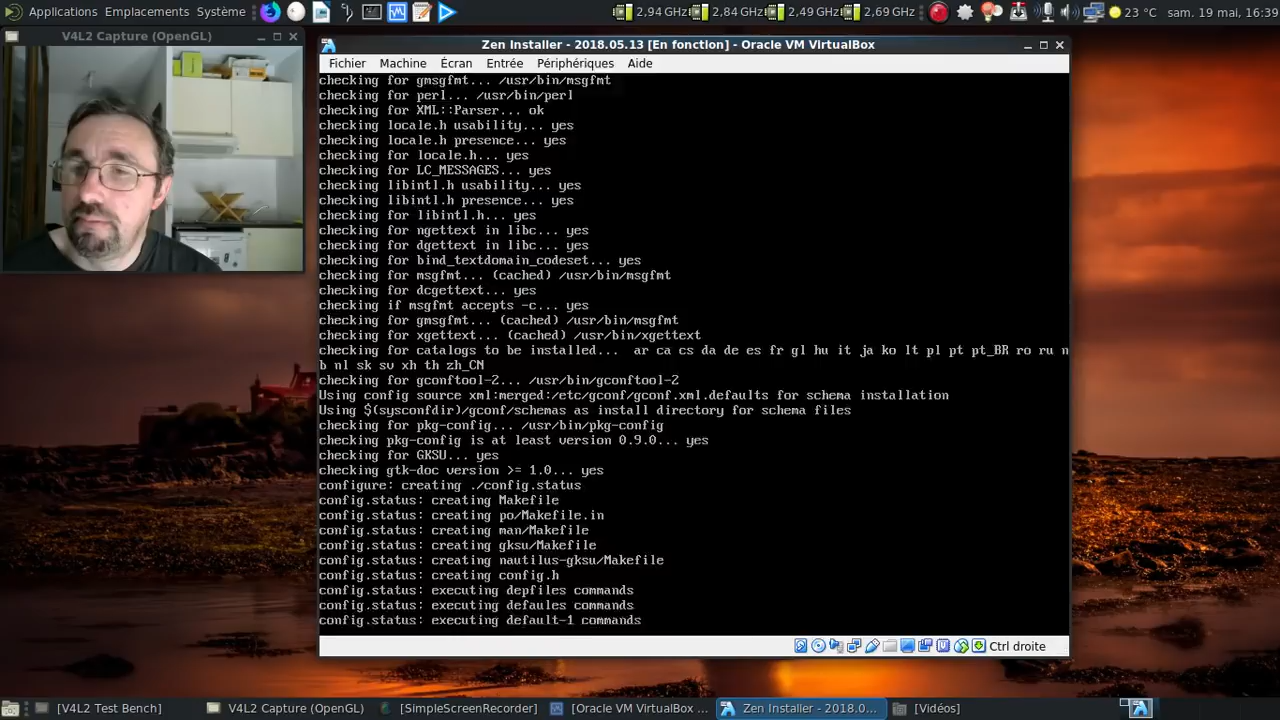 Applications Emplacements Système
2,94 GHz 2,84 GHz 2,49 GHz 2,69 GHz
23 °C sam. 19 mai, 16:39
V4L2 Capture (OpenGL)
Zen Installer - 2018.05.13 [En fonction] - Oracle VM VirtualBox
Fichier Machine Écran Entrée Périphériques Aide
checking for gmsgfmt... /usr/bin/msgfmt
checking for perl... /usr/bin/perl
checking for XML::Parser... ok
checking locale.h usability... yes
checking locale.h presence... yes
checking for locale.h... yes
checking for LC_MESSAGES... yes
checking libintl.h usability... yes
checking libintl.h presence... yes
checking for libintl.h... yes
checking for ngettext in libc... yes
checking for dgettext in libc... yes
checking for bind_textdomain_codeset... yes
checking for msgfmt... (cached) /usr/bin/msgfmt
checking for dcgettext... yes
checking if msgfmt accepts -c... yes
checking for gmsgfmt... (cached) /usr/bin/msgfmt
checking for xgettext... (cached) /usr/bin/xgettext
checking for catalogs to be installed...  ar ca cs da de es fr gl hu it ja ko lt pl pt pt_BR ro ru n
b nl sk sv xh th zh_CN
checking for gconftool-2... /usr/bin/gconftool-2
Using config source xml:merged:/etc/gconf/gconf.xml.defaults for schema installation
Using $(sysconfdir)/gconf/schemas as install directory for schema files
checking for pkg-config... /usr/bin/pkg-config
checking pkg-config is at least version 0.9.0... yes
checking for GKSU... yes
checking gtk-doc version >= 1.0... yes
configure: creating ./config.status
config.status: creating Makefile
config.status: creating po/Makefile.in
config.status: creating man/Makefile
config.status: creating gksu/Makefile
config.status: creating nautilus-gksu/Makefile
config.status: creating config.h
config.status: executing depfiles commands
config.status: executing defaules commands
config.status: executing default-1 commands
Ctrl droite
[V4L2 Test Bench] V4L2 Capture (OpenGL) [SimpleScreenRecorder] [Oracle VM VirtualBox ... Zen Installer - 2018.0... [Vidéos]